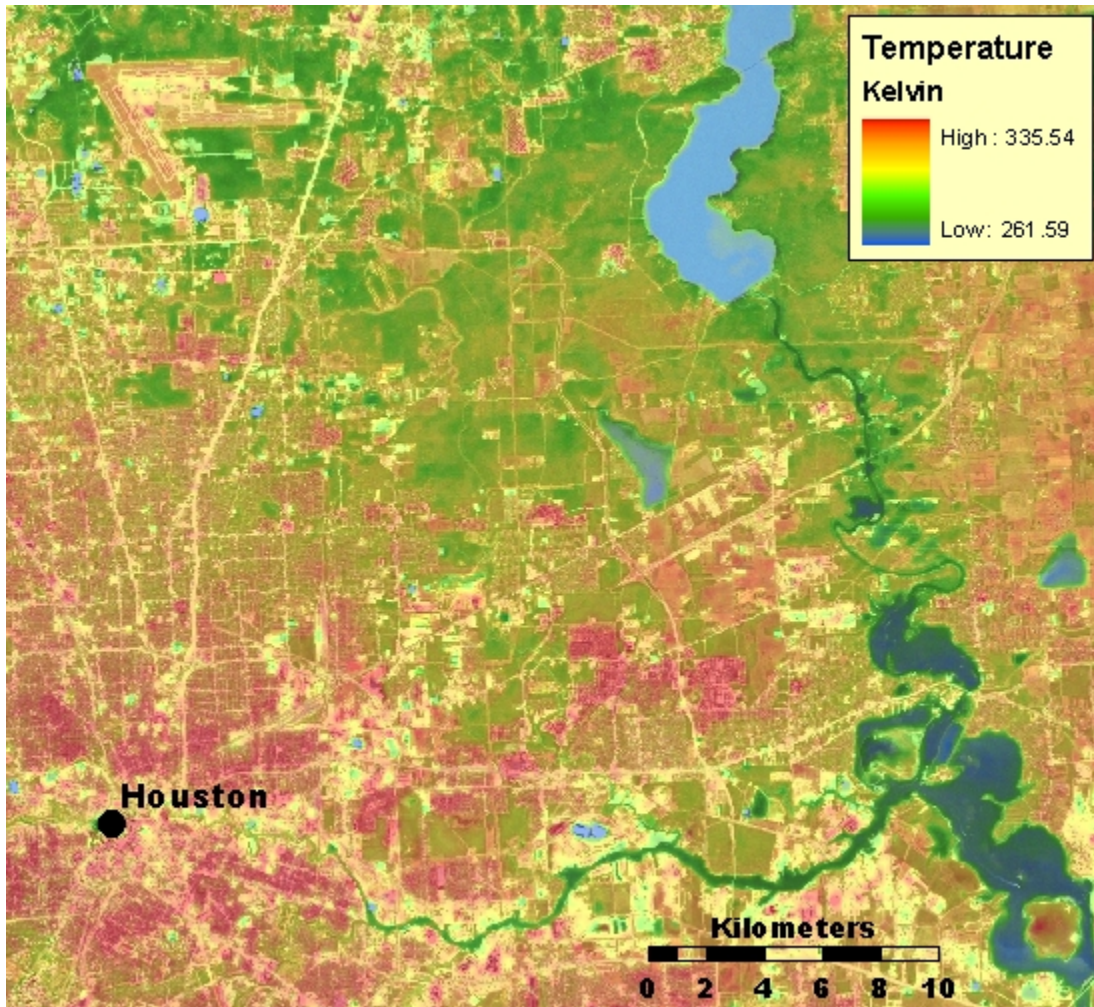 Temperature
Kelvin
High : 335.54
Low : 261.59
Houston
Kilometers
0 2 4 6 8 10